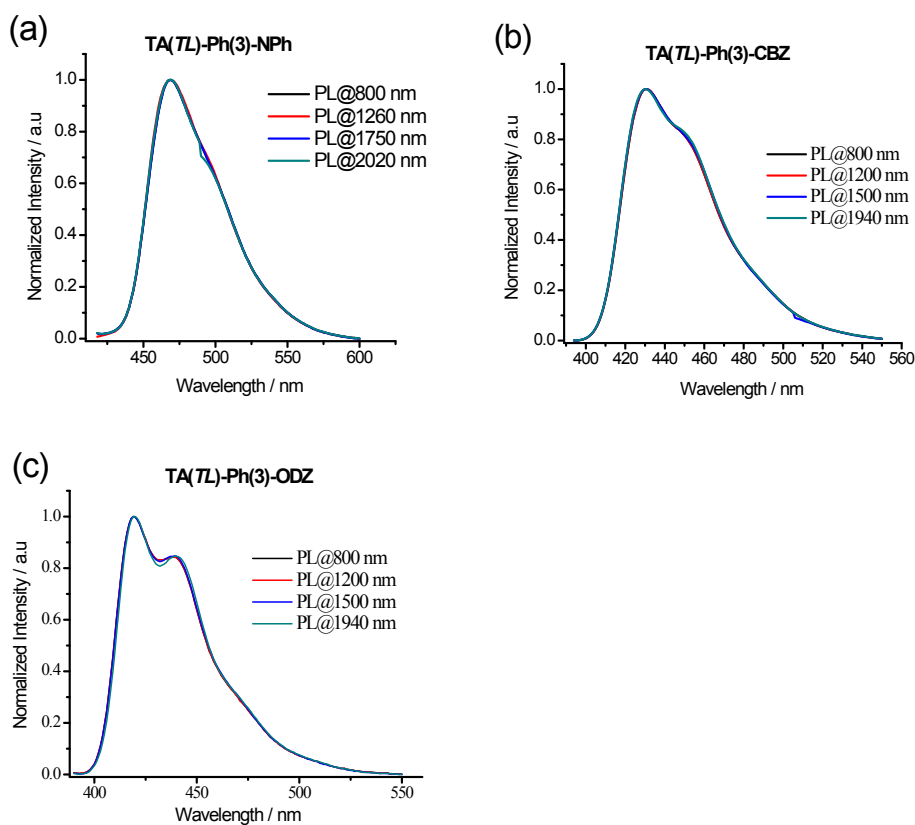 (a)
TA(TL)-Ph(3)-NPh
Normalized Intensity / a.u
1.0
0.8
0.6
0.4
0.2
0.0
PL@800 nm
PL@1260 nm
PL@1750 nm
PL@2020 nm
450 500 550 600
Wavelength / nm
(b)
TA(TL)-Ph(3)-CBZ
Normalized Intensity / a.u
1.0
0.8
0.6
0.4
0.2
0.0
PL@800 nm
PL@1200 nm
PL@1500 nm
PL@1940 nm
400 420 440 460 480 500 520 540 560
Wavelength / nm
(c)
TA(TL)-Ph(3)-ODZ
Normalized Intensity / a.u
1.0
0.8
0.6
0.4
0.2
0.0
PL@800 nm
PL@1200 nm
PL@1500 nm
PL@1940 nm
400 450 500 550
Wavelength / nm